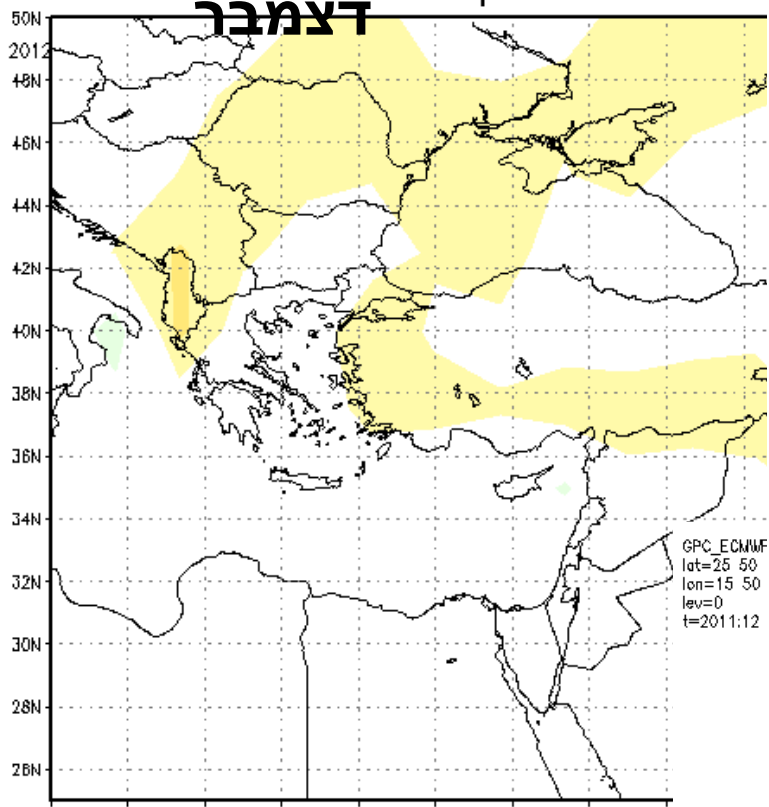 דצמבר
50N
2012
48N
46N
44N
42N
40N
38N
36N
34N
32N
30N
28N
26N
GPC_ECMWF
lat=25 50
lon=15 50
lev=0
t=2011:12